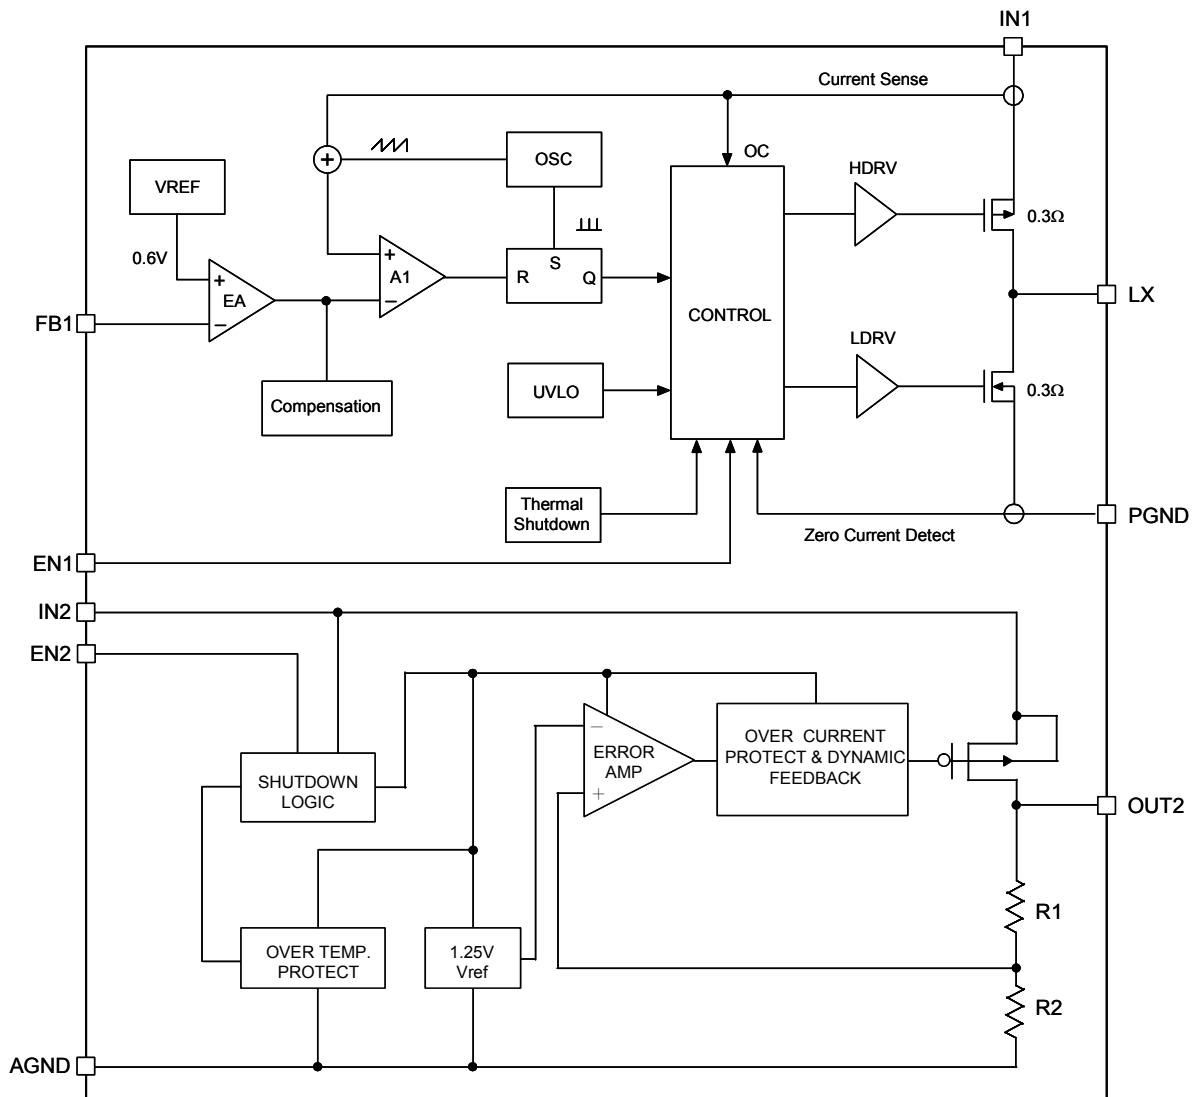 IN1
Current Sense
OSC
OC
VREF
HDRV
0.3Ω
0.6V
+
S
R
Q
+
A1
−
+
EA
−
FB1
CONTROL
LX
LDRV
UVLO
0.3Ω
Compensation
Thermal
Shutdown
PGND
Zero Current Detect
EN1
IN2
EN2
−
ERROR
AMP
+
OVER CURRENT
PROTECT & DYNAMIC
FEEDBACK
SHUTDOWN
LOGIC
OUT2
R1
OVER TEMP.
PROTECT
1.25V
Vref
R2
AGND